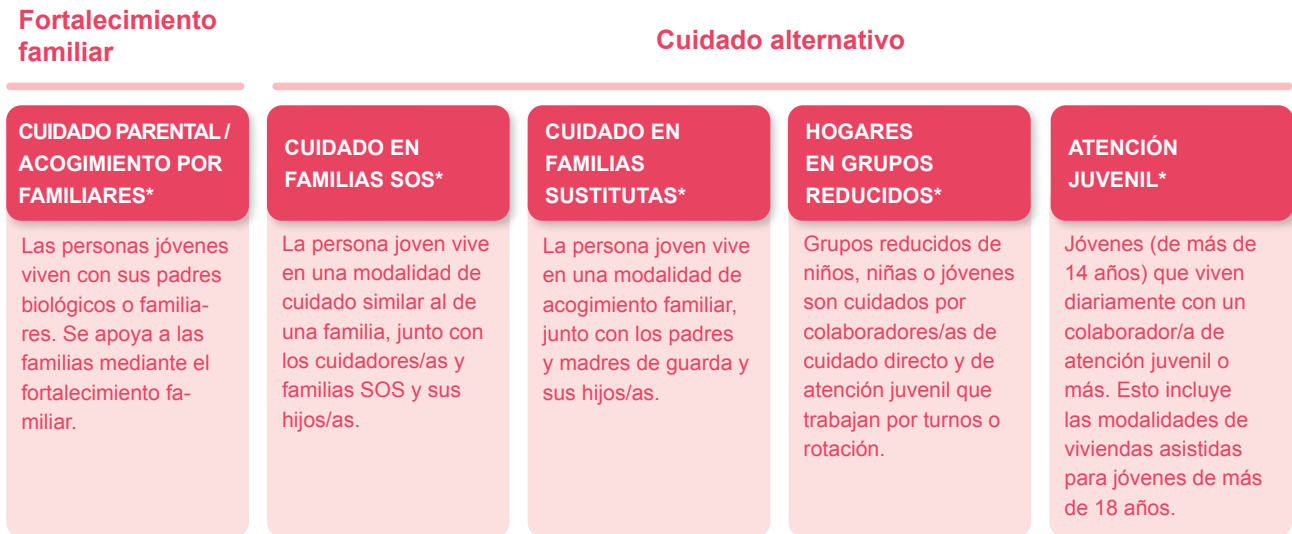 Fortalecimiento
familiar
Cuidado alternativo
CUIDADO PARENTAL /
ACOGIMIENTO POR
FAMILIARES*
Las personas jóvenes
viven con sus padres
biológicos o familia-
res. Se apoya a las
familias mediante el
fortalecimiento fa-
miliar.
CUIDADO EN
FAMILIAS SOS*
La persona joven vive
en una modalidad de
cuidado similar al de
una familia, junto con
los cuidadores/as y
familias SOS y sus
hijos/as.
CUIDADO EN
FAMILIAS
SUSTITUTAS*
La persona joven vive
en una modalidad de
acogimiento familiar,
junto con los padres
y madres de guarda y
sus hijos/as.
HOGARES
EN GRUPOS
REDUCIDOS*
Grupos reducidos de
niños, niñas o jóvenes
son cuidados por
colaboradores/as de
cuidado directo y de
atención juvenil que
trabajan por turnos o
rotación.
ATENCIÓN
JUVENIL*
Jóvenes (de más de
14 años) que viven
diariamente con un
colaborador/a de
atención juvenil o
más. Esto incluye
las modalidades de
viviendas asistidas
para jóvenes de más
de 18 años.